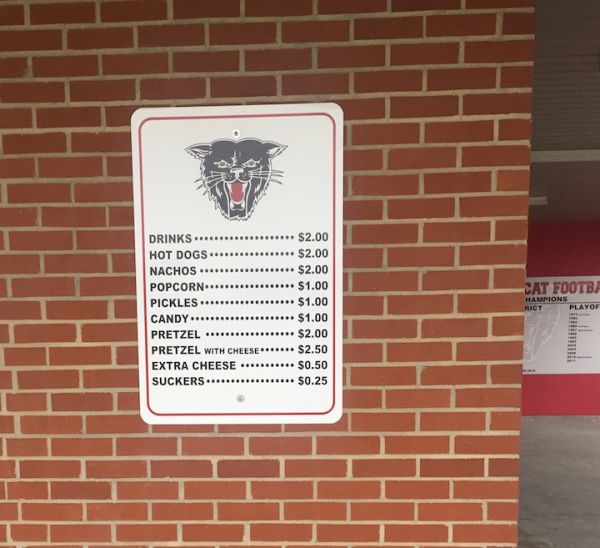 DRINKS •••••••••••••••••••• $2.00
HOT DOGS ••••••••••••••••• $2.00
NACHOS ••••••••••••••••••• $2.00
POPCORN •••••••••••••••••• $1.00
PICKLES ••••••••••••••••••• $1.00
CANDY •••••••••••••••••••• $1.00
PRETZEL •••••••••••••••••• $2.00
PRETZEL WITH CHEESE •••••• $2.50
EXTRA CHEESE •••••••••••• $0.50
SUCKERS •••••••••••••••••• $0.25
CAT FOOTBA
HAMPIONS
RICT PLAYOF